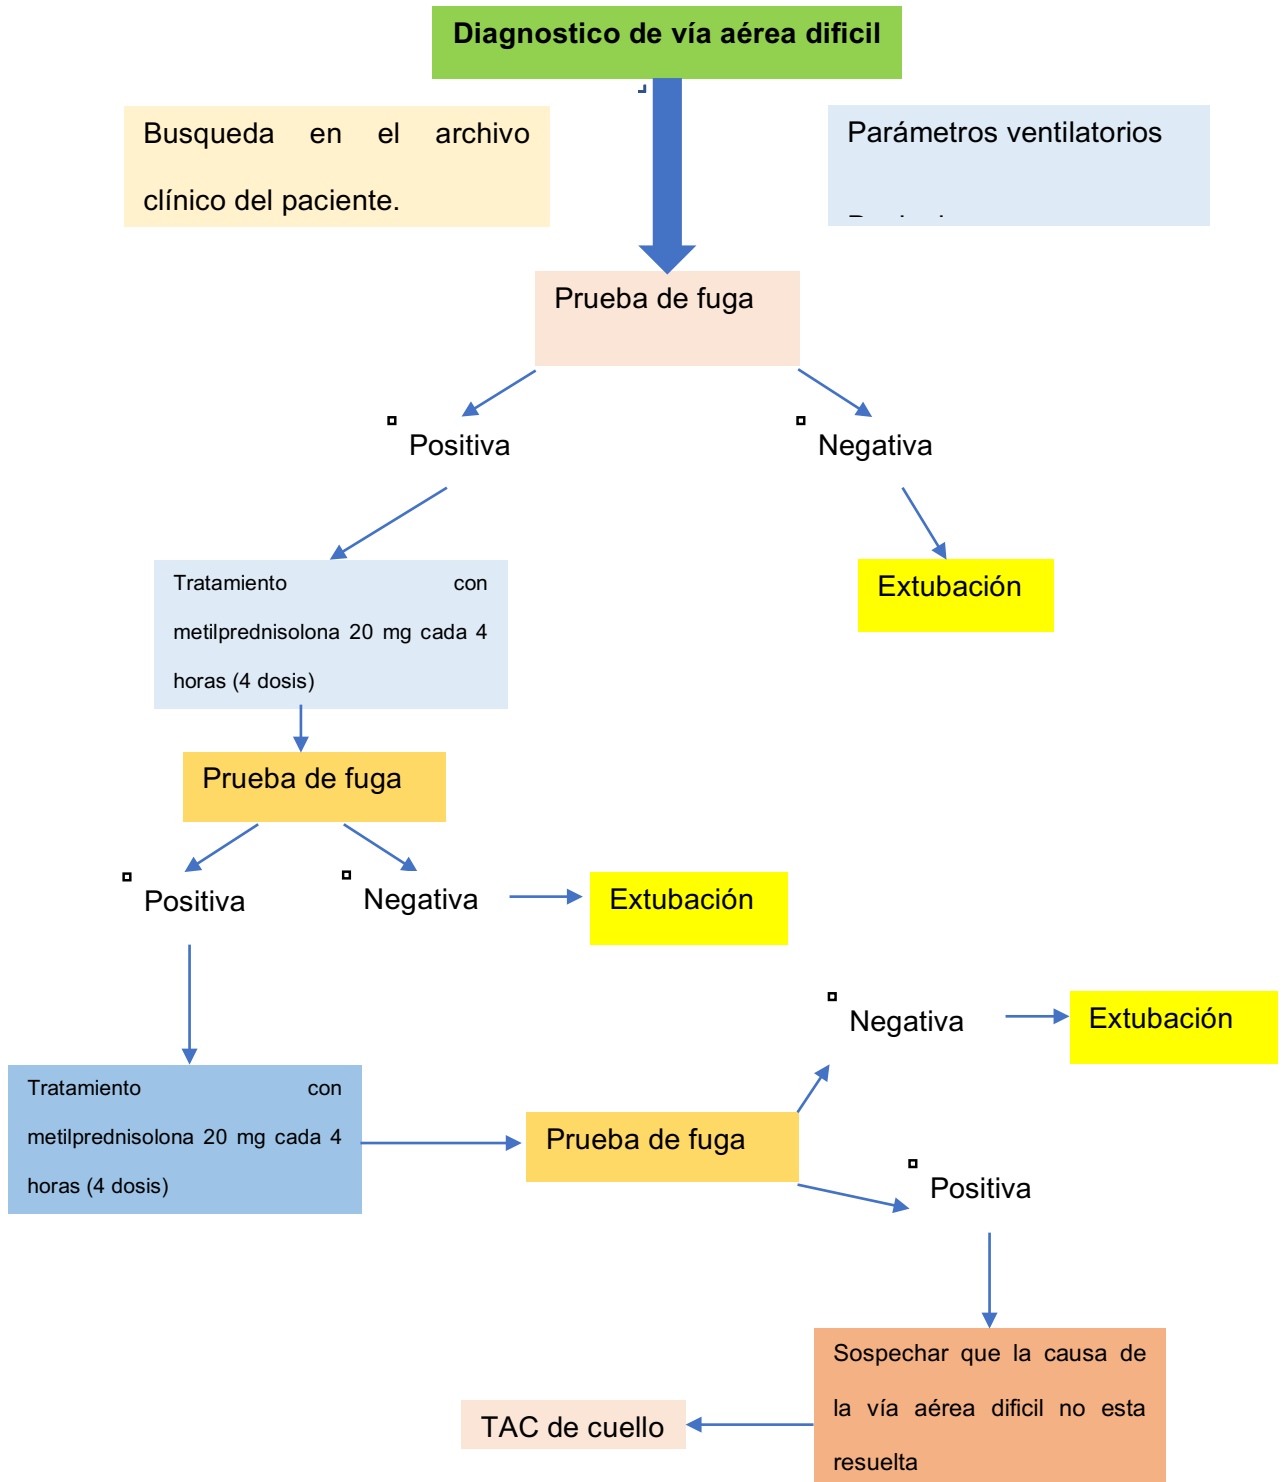 Diagnostico de vía aérea dificil
Busqueda en el archivo
clínico del paciente.
Parámetros ventilatorios
Prueba de fuga
Positiva
Negativa
Tratamiento con
metilprednisolona 20 mg cada 4
horas (4 dosis)
Extubación
Prueba de fuga
Positiva
Negativa
Extubación
Negativa
Extubación
Tratamiento con
metilprednisolona 20 mg cada 4
horas (4 dosis)
Prueba de fuga
Positiva
Sospechar que la causa de
la vía aérea dificil no esta
resuelta
TAC de cuello